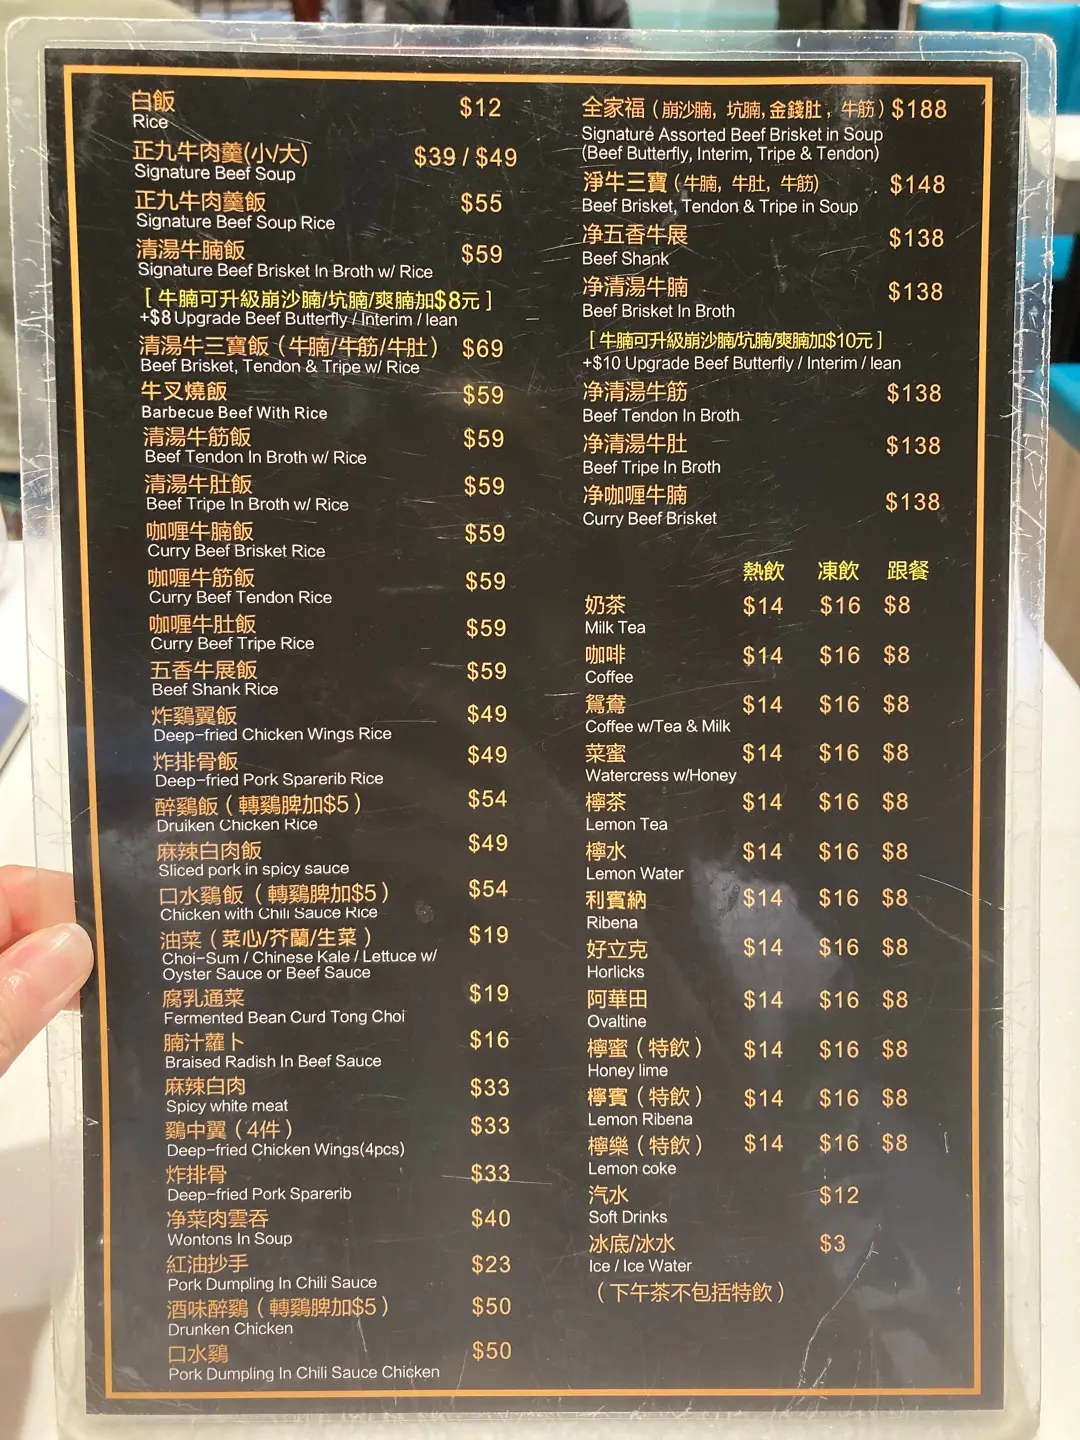 白飯 $12
Rice
正九牛肉羹(小/大) $39 / $49
Signature Beef Soup
正九牛肉羹飯 $55
Signature Beef Soup Rice
清湯牛腩飯 $59
Signature Beef Brisket In Broth w/ Rice
[ 牛腩可升級崩沙腩/坑腩/爽腩加$8元 ]
+$8 Upgrade Beef Butterfly / Interim / lean
清湯牛三寶飯 ( 牛腩/牛筋/牛肚 ) $69
Beef Brisket, Tendon & Tripe w/ Rice
牛叉燒飯 $59
Barbecue Beef With Rice
清湯牛筋飯 $59
Beef Tendon In Broth w/ Rice
清湯牛肚飯 $59
Beef Tripe In Broth w/ Rice
咖喱牛腩飯 $59
Curry Beef Brisket Rice
咖喱牛筋飯 $59
Curry Beef Tendon Rice
咖喱牛肚飯 $59
Curry Beef Tripe Rice
五香牛展飯 $59
Beef Shank Rice
炸鷄翼飯 $49
Deep-fried Chicken Wings Rice
炸排骨飯 $49
Deep-fried Pork Sparerib Rice
醉鷄飯 ( 轉鷄脾加$5 ) $54
Druiken Chicken Rice
麻辣白肉飯 $49
Sliced pork in spicy sauce
口水鷄飯 ( 轉鷄脾加$5 ) $54
Chicken with Chili Sauce Rice
油菜 ( 菜心/芥蘭/生菜 ) $19
Choi-Sum / Chinese Kale / Lettuce w/
Oyster Sauce or Beef Sauce
腐乳通菜 $19
Fermented Bean Curd Tong Choi
腩汁蘿卜 $16
Braised Radish In Beef Sauce
麻辣白肉 $33
Spicy white meat
鷄中翼 ( 4件 ) $33
Deep-fried Chicken Wings(4pcs)
炸排骨 $33
Deep-fried Pork Sparerib
净菜肉雲吞 $40
Wontons In Soup
紅油抄手 $23
Pork Dumpling In Chili Sauce
酒味醉鷄 ( 轉鷄脾加$5 ) $50
Drunken Chicken
口水鷄 $50
Pork Dumpling In Chili Sauce Chicken
全家福 ( 崩沙腩, 坑腩, 金錢肚, 牛筋 ) $188
Signature Assorted Beef Brisket in Soup
(Beef Butterfly, Interim, Tripe & Tendon)
淨牛三寶 ( 牛腩, 牛肚, 牛筋) $148
Beef Brisket, Tendon & Tripe in Soup
净五香牛展 $138
Beef Shank
净清湯牛腩 $138
Beef Brisket In Broth
[ 牛腩可升級崩沙腩/坑腩/爽腩加$10元 ]
+$10 Upgrade Beef Butterfly / Interim / lean
净清湯牛筋 $138
Beef Tendon In Broth
净清湯牛肚 $138
Beef Tripe In Broth
净咖喱牛腩 $138
Curry Beef Brisket
熱飲 凍飲 跟餐
奶茶 $14 $16 $8
Milk Tea
咖啡 $14 $16 $8
Coffee
鴛鴦 $14 $16 $8
Coffee w/Tea & Milk
菜蜜 $14 $16 $8
Watercress w/Honey
檸茶 $14 $16 $8
Lemon Tea
檸水 $14 $16 $8
Lemon Water
利賓納 $14 $16 $8
Ribena
好立克 $14 $16 $8
Horlicks
阿華田 $14 $16 $8
Ovaltine
檸蜜 ( 特飲 ) $14 $16 $8
Honey lime
檸賓 ( 特飲 ) $14 $16 $8
Lemon Ribena
檸樂 ( 特飲 ) $14 $16 $8
Lemon coke
汽水 $12
Soft Drinks
冰底/冰水 $3
Ice / Ice Water
( 下午茶不包括特飲 )